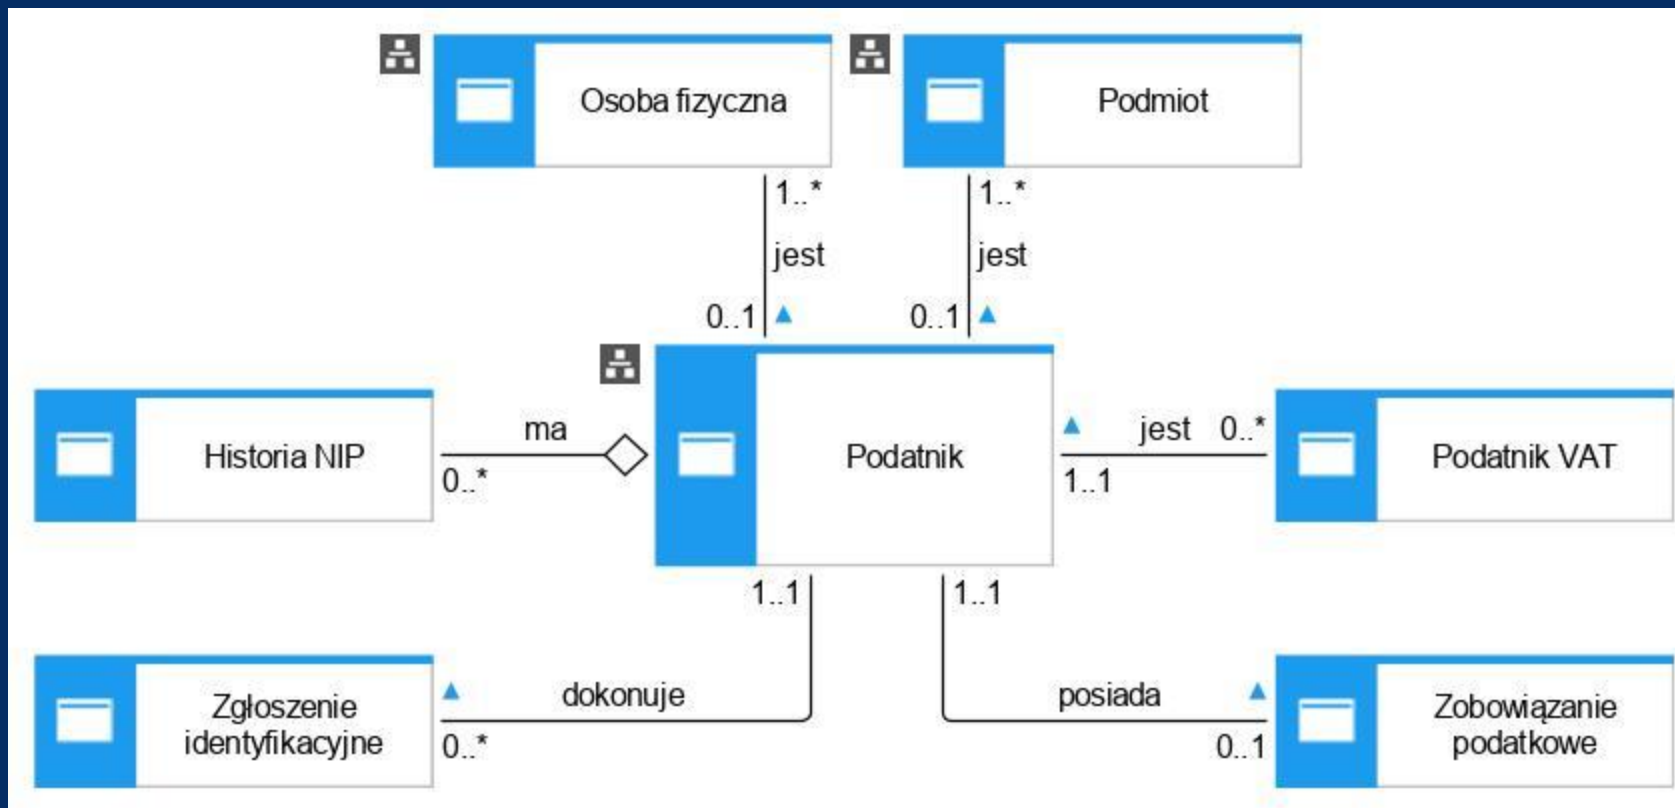 Osoba fizyczna
Podmiot
1..*
1..*
jest
jest
0..1
0..1
Historia NIP
ma
0..*
Podatnik
jest
0..*
1..1
Podatnik VAT
1..1
1..1
Zgłoszenie
identyfikacyjne
dokonuje
0..*
posiada
0..1
Zobowiązanie
podatkowe